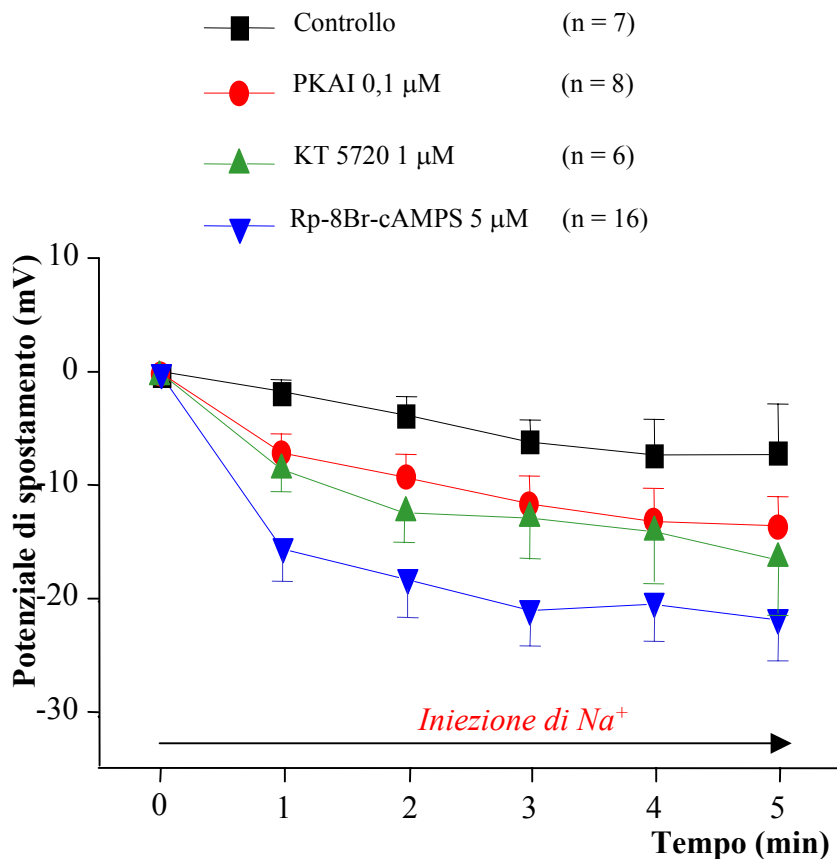 Controllo (n = 7)
PKAI 0,1 μM (n = 8)
KT 5720 1 μM (n = 6)
Rp-8Br-cAMPS 5 μM (n = 16)
Potenziale di spostamento (mV)
10
0
-10
-20
-30
Iniezione di Na⁺
0 1 2 3 4 5
Tempo (min)